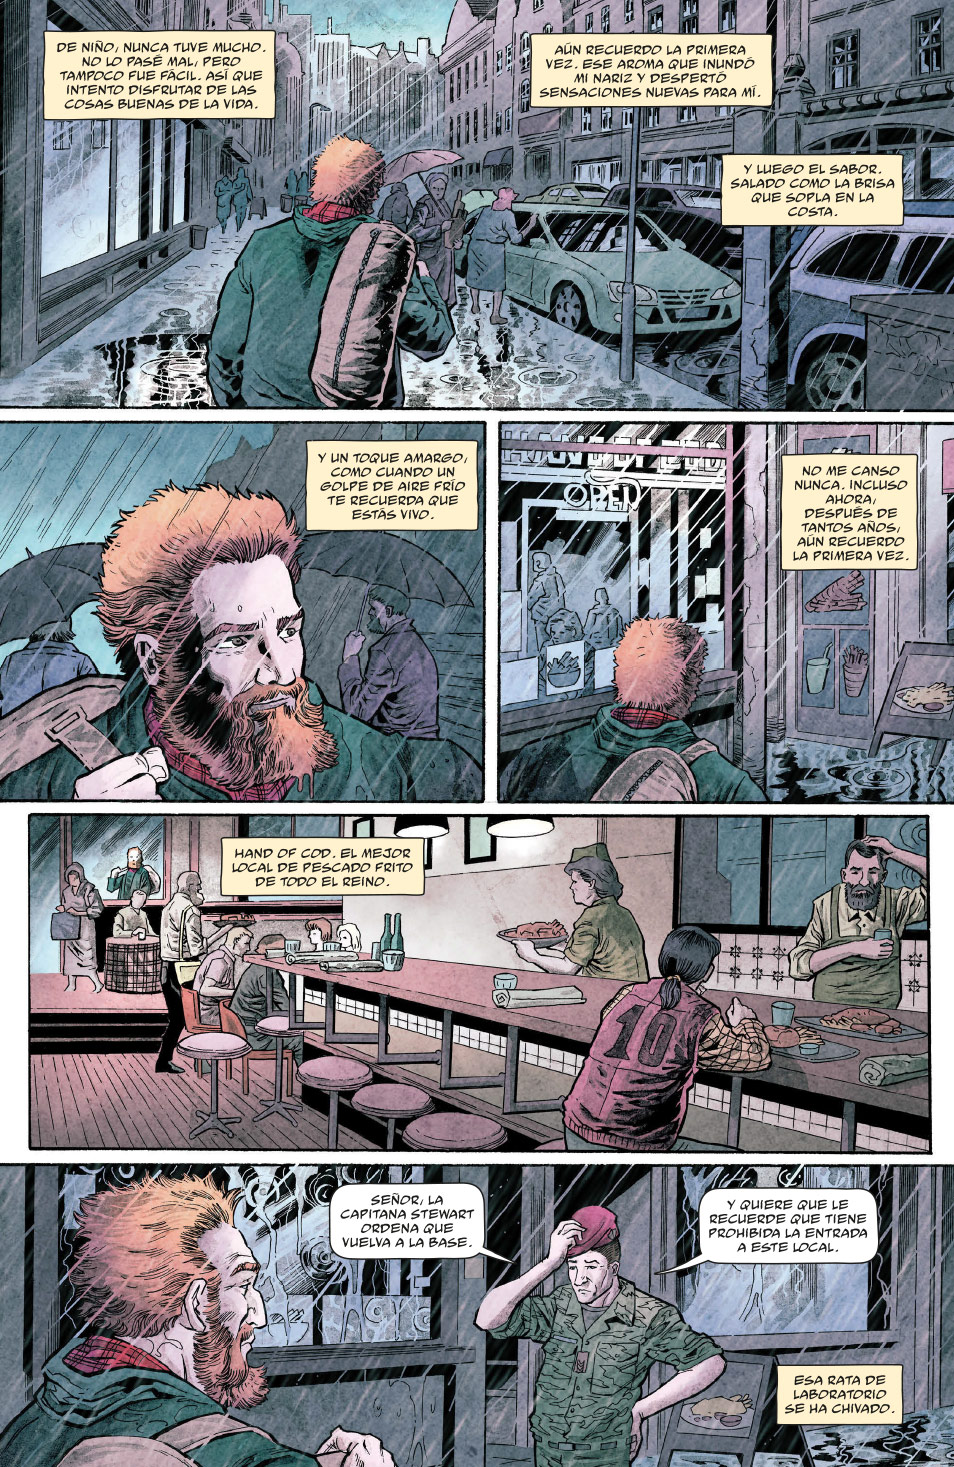 DE NIÑO, NUNCA TUVE MUCHO.
NO LO PASÉ MAL, PERO
TAMPOCO FUE FÁCIL. ASÍ QUE
INTENTO DISFRUTAR DE LAS
COSAS BUENAS DE LA VIDA.
AÚN RECUERDO LA PRIMERA
VEZ. ESE AROMA QUE INUNDÓ
MI NARIZ Y DESPERTÓ
SENSACIONES NUEVAS PARA MÍ.
Y LUEGO EL SABOR.
SALADO COMO LA BRISA
QUE SOPLA EN LA
COSTA.
Y UN TOQUE AMARGO,
COMO CUANDO UN
GOLPE DE AIRE FRÍO
TE RECUERDA QUE
ESTÁS VIVO.
OPEN
NO ME CANSO
NUNCA. INCLUSO
AHORA,
DESPUÉS DE
TANTOS AÑOS,
AÚN RECUERDO
LA PRIMERA VEZ.
HAND OF COD. EL MEJOR
LOCAL DE PESCADO FRITO
DE TODO EL REINO.
10
SEÑOR, LA
CAPITANA STEWART
ORDENA QUE
VUELVA A LA BASE.
Y QUIERE QUE LE
RECUERDE QUE TIENE
PROHIBIDA LA ENTRADA
A ESTE LOCAL.
ESA RATA DE
LABORATORIO
SE HA CHIVADO.